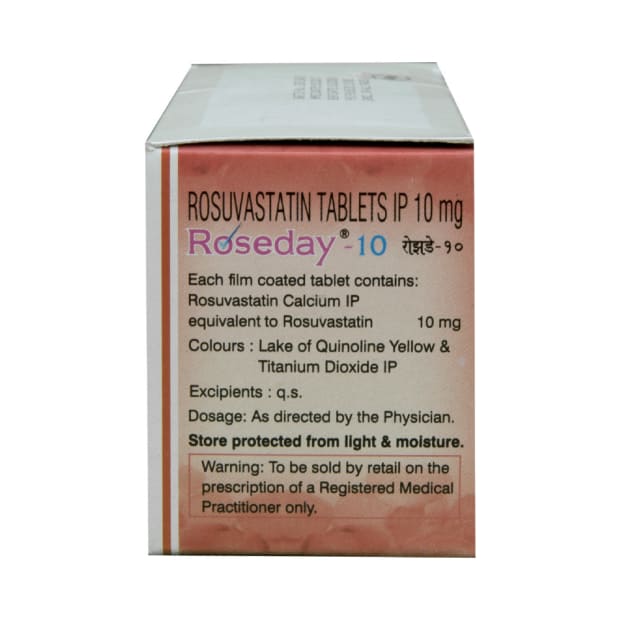 ROSUVASTATIN TABLETS IP 10 mg
Roseday®-10 रोझडे-१०
Each film coated tablet contains:
Rosuvastatin Calcium IP
equivalent to Rosuvastatin 10 mg
Colours : Lake of Quinoline Yellow &
Titanium Dioxide IP
Excipients : q.s.
Dosage: As directed by the Physician.
Store protected from light & moisture.
Warning: To be sold by retail on the
prescription of a Registered Medical
Practitioner only.